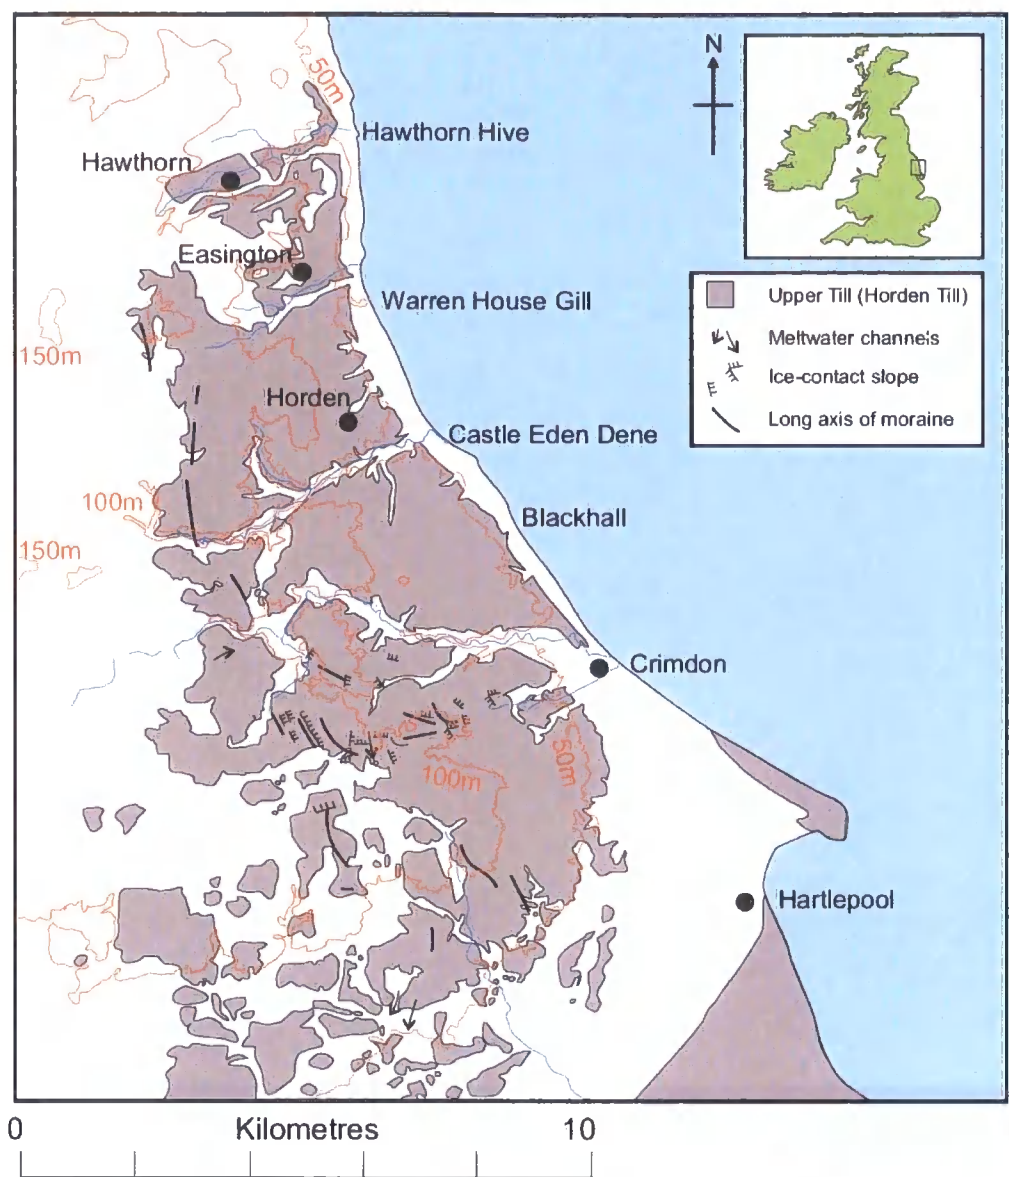 50m
N
Hawthorn Hive
Hawthorn
Easington
Warren House Gill
Upper Till (Horden Till)
Meltwater channels
Ice-contact slope
Long axis of moraine
150m
Horden
Castle Eden Dene
100m
Blackhall
150m
Crimdon
50m
100m
Hartlepool
0 Kilometres 10